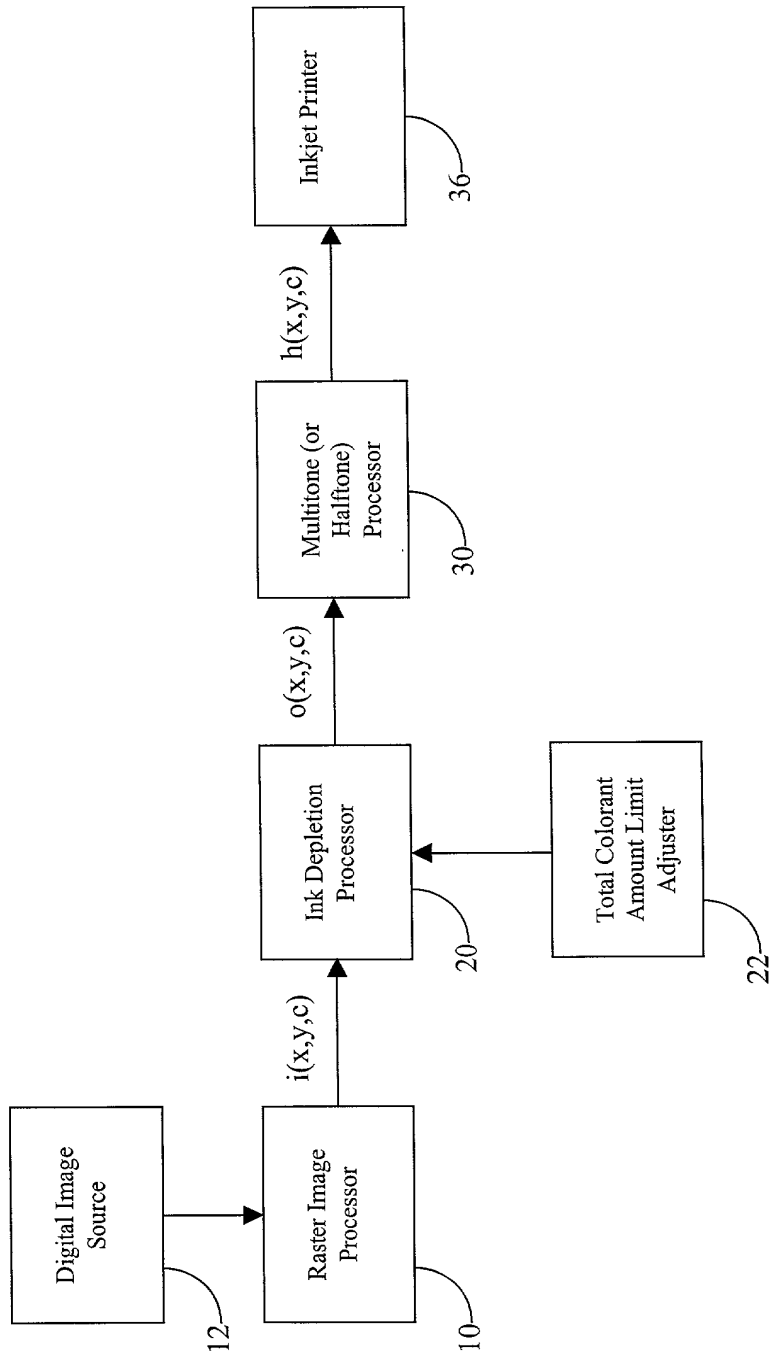 Digital Image
Source
12
Raster Image
Processor
10
i(x,y,c)
Ink Depletion
Processor
20
Total Colorant
Amount Limit
Adjuster
22
o(x,y,c)
Multitone (or
Halftone)
Processor
30
h(x,y,c)
Inkjet Printer
36